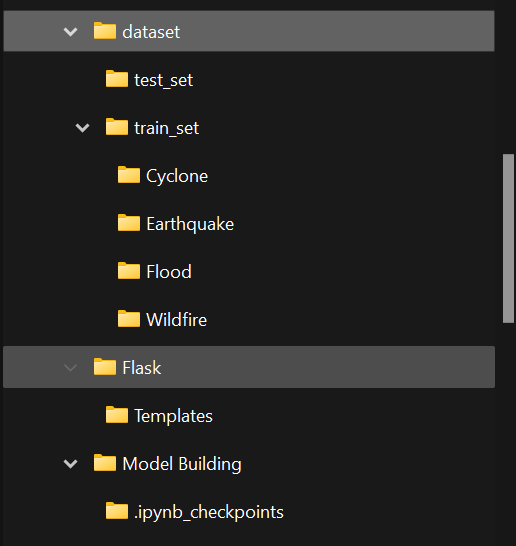 dataset
test_set
train_set
Cyclone
Earthquake
Flood
Wildfire
Flask
Templates
Model Building
.ipynb_checkpoints